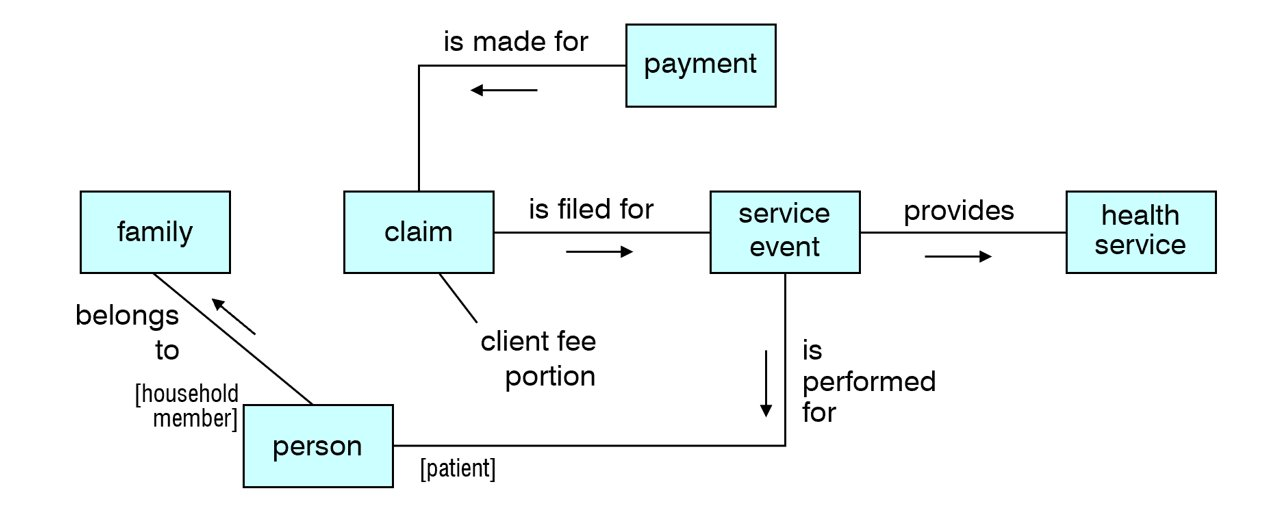 is made for
payment
family
claim
is filed for
service
event
provides
health
service
belongs
to
client fee
portion
is
performed
for
[household
member]
person
[patient]